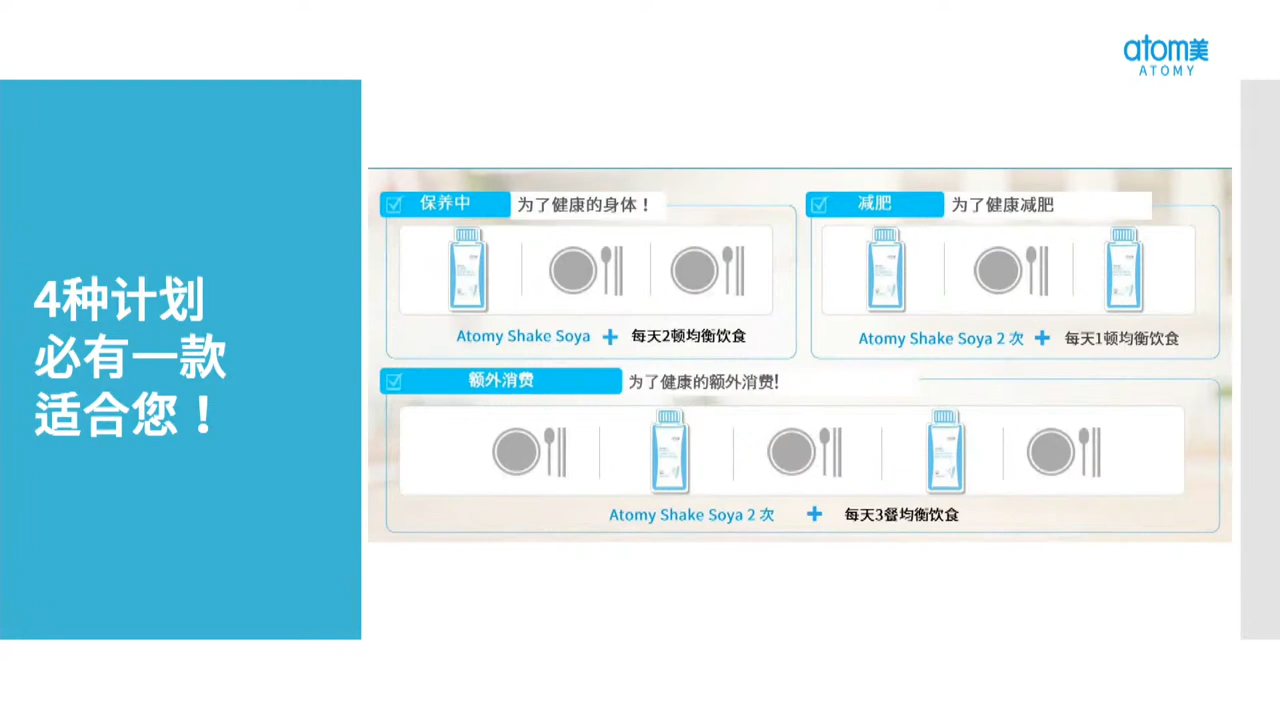 atom美
ATOMY
4种计划
必有一款
适合您！
保养中
为了健康的身体！
Atomy Shake Soya + 每天2顿均衡饮食
减肥
为了健康减肥
Atomy Shake Soya 2 次 + 每天1顿均衡饮食
额外消费
为了健康的额外消费!
Atomy Shake Soya 2 次 + 每天3餐均衡饮食